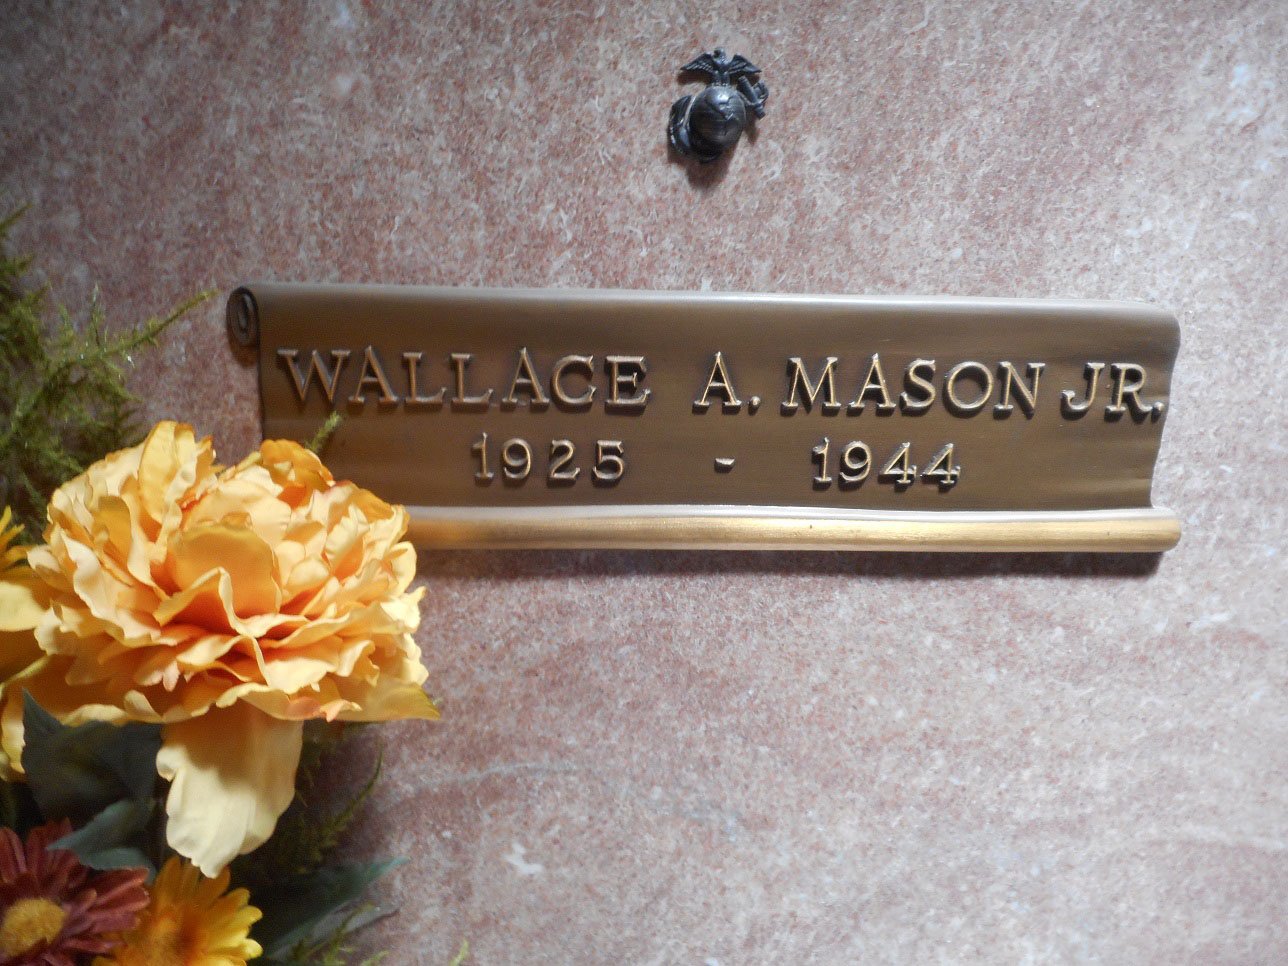 WALLACE A. MASON JR.
1925 - 1944